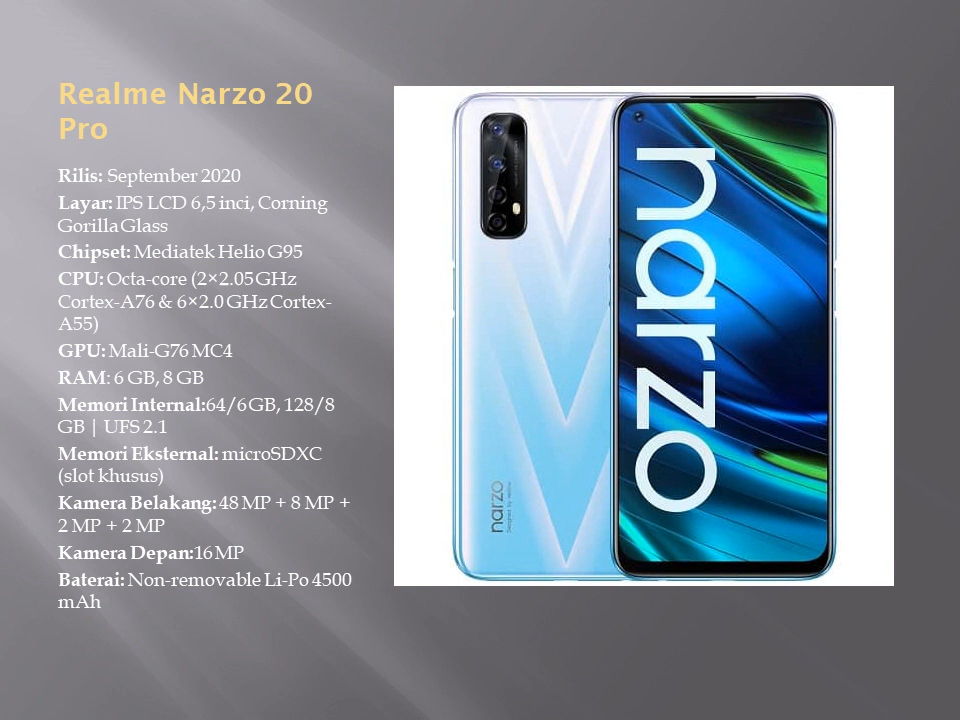 Realme Narzo 20
Pro
Rilis: September 2020
Layar: IPS LCD 6,5 inci, Corning
Gorilla Glass
Chipset: Mediatek Helio G95
CPU: Octa-core (2×2.05 GHz
Cortex-A76 & 6×2.0 GHz Cortex-
A55)
GPU: Mali-G76 MC4
RAM: 6 GB, 8 GB
Memori Internal:64/6 GB, 128/8
GB | UFS 2.1
Memori Eksternal: microSDXC
(slot khusus)
Kamera Belakang: 48 MP + 8 MP +
2 MP + 2 MP
Kamera Depan:16 MP
Baterai: Non-removable Li-Po 4500
mAh
narzo
narzo